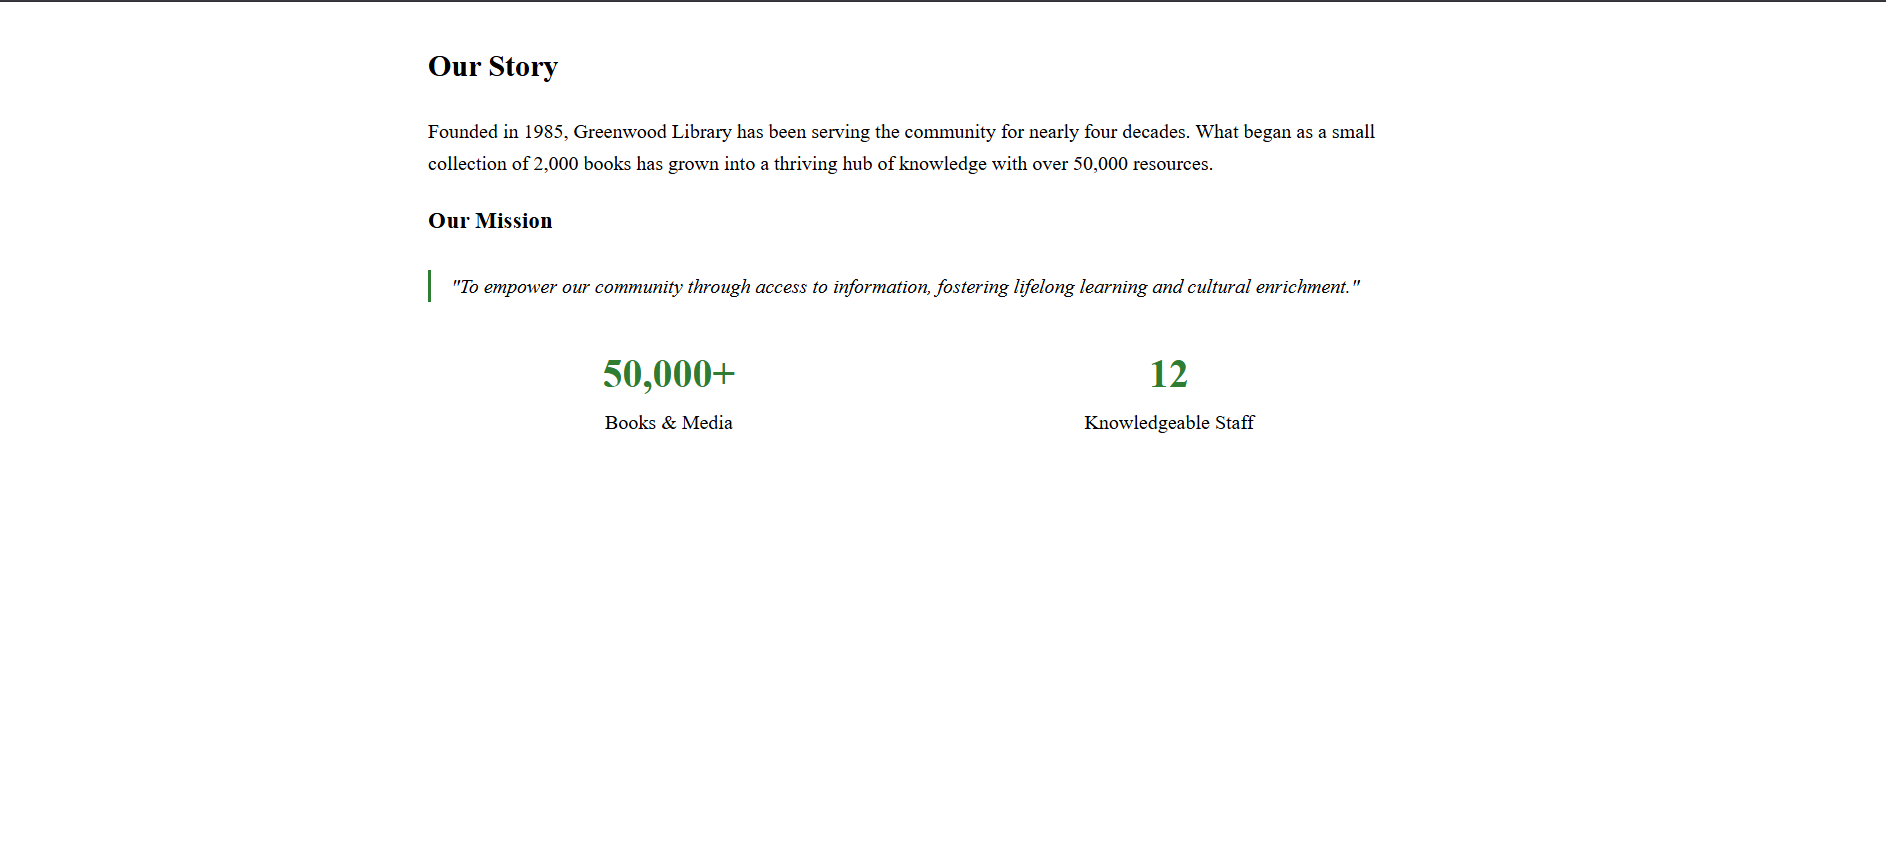 Our Story
Founded in 1985, Greenwood Library has been serving the community for nearly four decades. What began as a small
collection of 2,000 books has grown into a thriving hub of knowledge with over 50,000 resources.
Our Mission
"To empower our community through access to information, fostering lifelong learning and cultural enrichment."
50,000+
Books & Media
12
Knowledgeable Staff